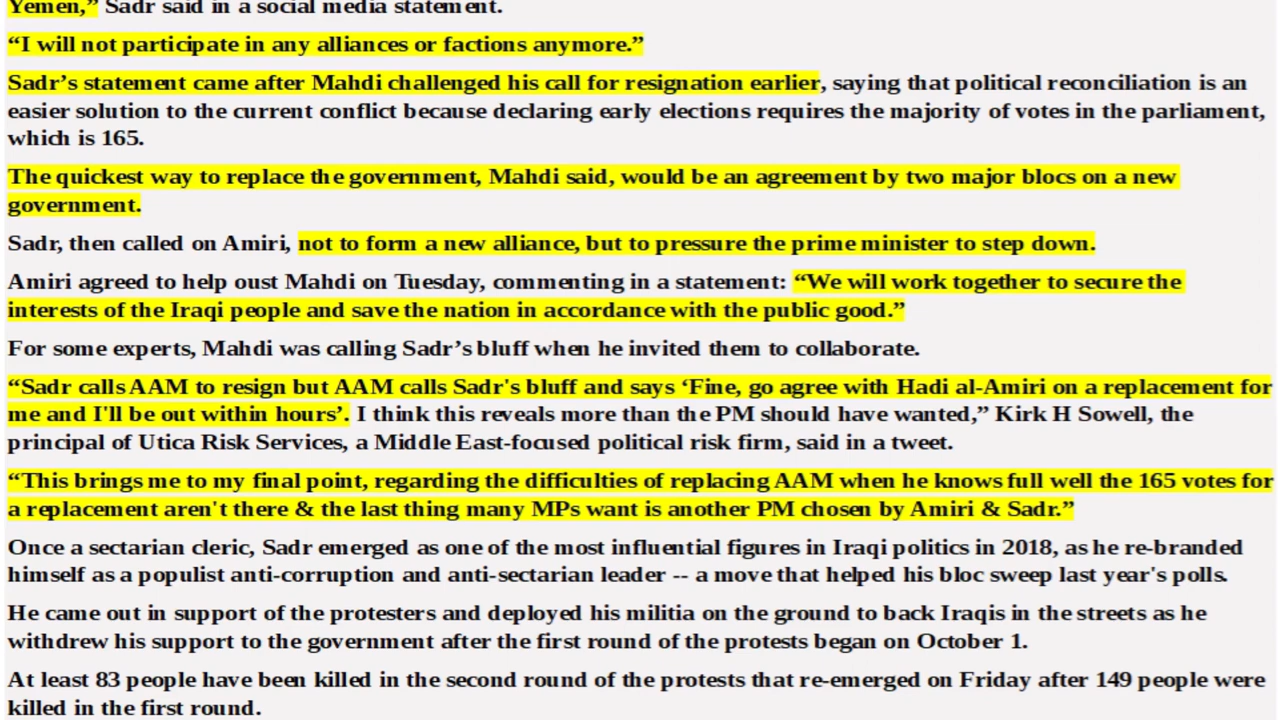 Yemen,” Sadr said in a social media statement.
“I will not participate in any alliances or factions anymore.”
Sadr’s statement came after Mahdi challenged his call for resignation earlier, saying that political reconciliation is an
easier solution to the current conflict because declaring early elections requires the majority of votes in the parliament,
which is 165.
The quickest way to replace the government, Mahdi said, would be an agreement by two major blocs on a new
government.
Sadr, then called on Amiri, not to form a new alliance, but to pressure the prime minister to step down.
Amiri agreed to help oust Mahdi on Tuesday, commenting in a statement: “We will work together to secure the
interests of the Iraqi people and save the nation in accordance with the public good.”
For some experts, Mahdi was calling Sadr’s bluff when he invited them to collaborate.
“Sadr calls AAM to resign but AAM calls Sadr's bluff and says ‘Fine, go agree with Hadi al-Amiri on a replacement for
me and I'll be out within hours’. I think this reveals more than the PM should have wanted,” Kirk H Sowell, the
principal of Utica Risk Services, a Middle East-focused political risk firm, said in a tweet.
“This brings me to my final point, regarding the difficulties of replacing AAM when he knows full well the 165 votes for
a replacement aren't there & the last thing many MPs want is another PM chosen by Amiri & Sadr.”
Once a sectarian cleric, Sadr emerged as one of the most influential figures in Iraqi politics in 2018, as he re-branded
himself as a populist anti-corruption and anti-sectarian leader -- a move that helped his bloc sweep last year's polls.
He came out in support of the protesters and deployed his militia on the ground to back Iraqis in the streets as he
withdrew his support to the government after the first round of the protests began on October 1.
At least 83 people have been killed in the second round of the protests that re-emerged on Friday after 149 people were
killed in the first round.